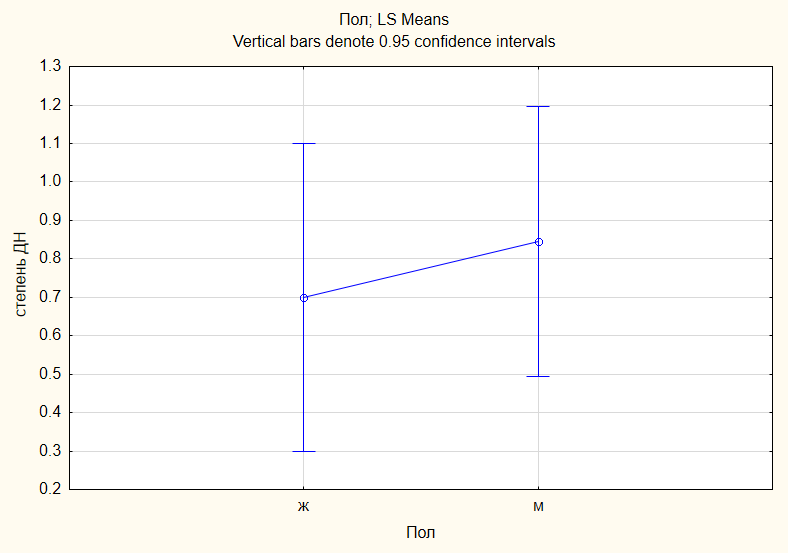 Пол; LS Means
Vertical bars denote 0.95 confidence intervals
1.3
1.2
1.1
1.0
0.9
0.8
0.7
0.6
0.5
0.4
0.3
0.2
степень ДН
Ж
М
Пол